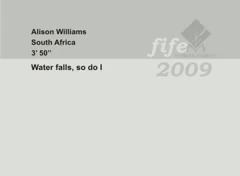 Alison Williams
South Africa
3' 50"
Water falls, so do I
fife
2009